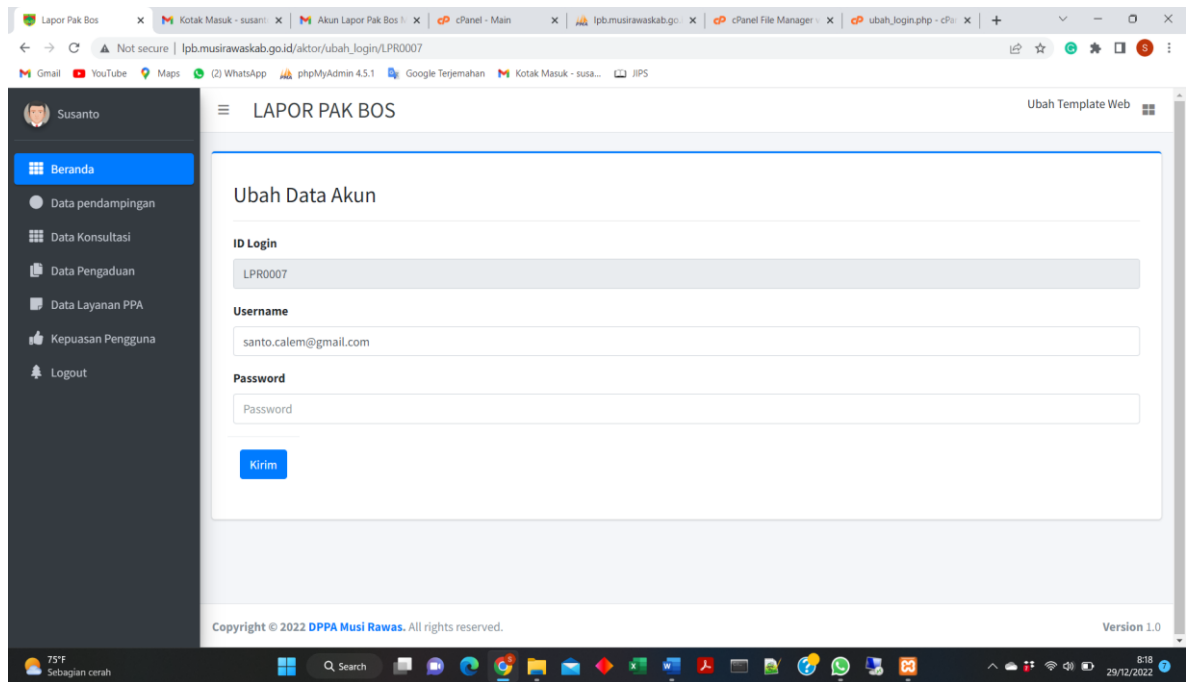 Lapor Pak Bos
Kotak Masuk - susant
Akun Lapor Pak Bos
cPanel - Main
lpb.musirawaskab.go.
cPanel File Manager v
ubah_login.php - cPa
Not secure | lpb.musirawaskab.go.id/aktor/ubah_login/LPR0007
S
Gmail
YouTube
Maps
(2) WhatsApp
phpMyAdmin 4.5.1
Google Terjemahan
Kotak Masuk - susa...
JIPS
Susanto
LAPOR PAK BOS
Ubah Template Web
Beranda
Data pendampingan
Data Konsultasi
Data Pengaduan
Data Layanan PPA
Kepuasan Pengguna
Logout
Ubah Data Akun
ID Login
LPR0007
Username
santo.calem@gmail.com
Password
Password
Kirim
Copyright © 2022 DPPA Musi Rawas. All rights reserved.
Version 1.0
75°F
Sebagian cerah
Search
8:18
29/12/2022